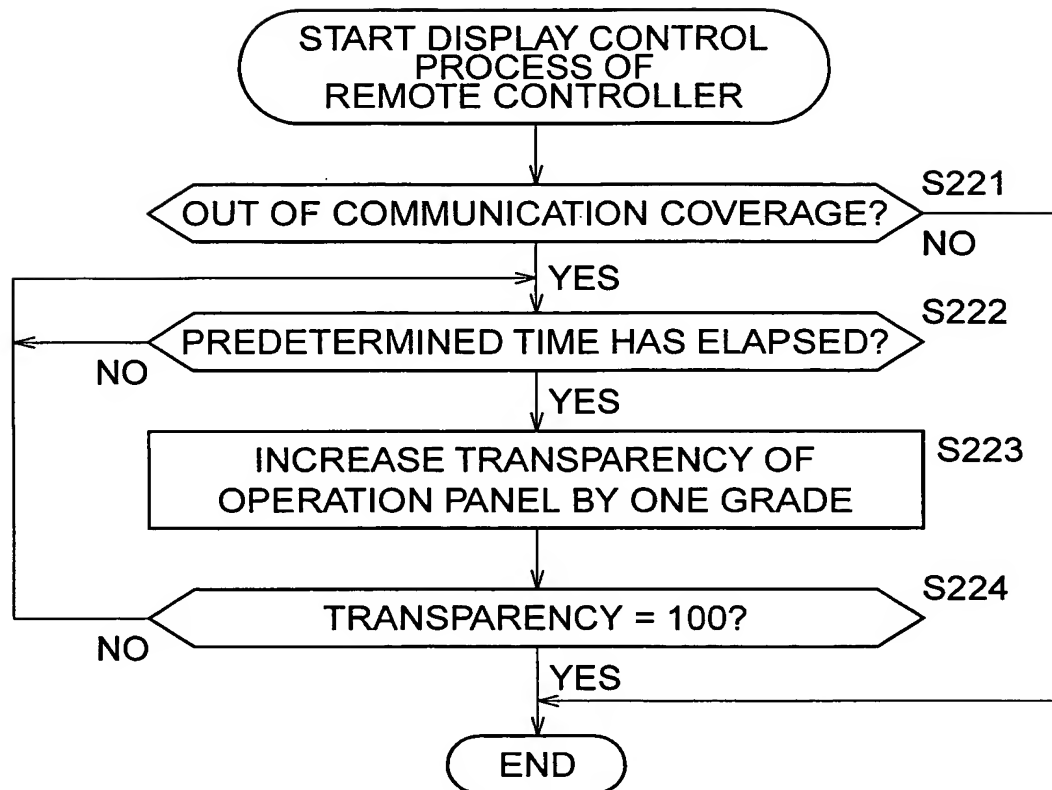 START DISPLAY CONTROL
PROCESS OF
REMOTE CONTROLLER
S221
OUT OF COMMUNICATION COVERAGE?
NO
YES
S222
PREDETERMINED TIME HAS ELAPSED?
NO
YES
S223
INCREASE TRANSPARENCY OF
OPERATION PANEL BY ONE GRADE
S224
TRANSPARENCY = 100?
NO
YES
END